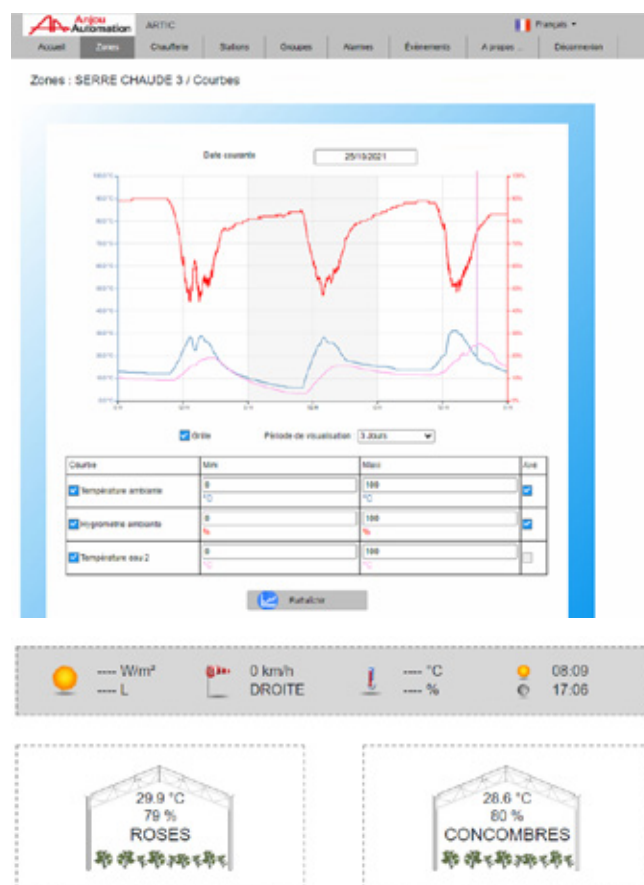 Anjou
Automation
ARTIC
Français
Accueil Zones Chaufferie Stations Groupes Alarmes Évènements A propos ... Déconnexion
Zones : SERRE CHAUDE 3 / Courbes
Date courante 25/10/2021
Grille Période de visualisation 3 Jours
Courbe Mini Maxi Axe
Température ambiante 0 100
°C °C
Hygrométrie ambiante 0 100
% %
Température eau 2 0 100
°C °C
Rafraîchir
---- W/m² 0 km/h ---- °C 08:09
---- L DROITE ---- % 17:06
29.9 °C 28.6 °C
79 % 80 %
ROSES CONCOMBRES